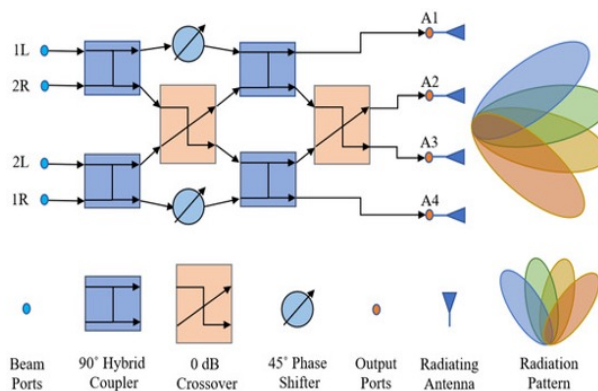 A1
1L
2R
A2
2L
A3
1R
A4
Beam
Ports
90° Hybrid
Coupler
0 dB
Crossover
45° Phase
Shifter
Output
Ports
Radiating
Antenna
Radiation
Pattern